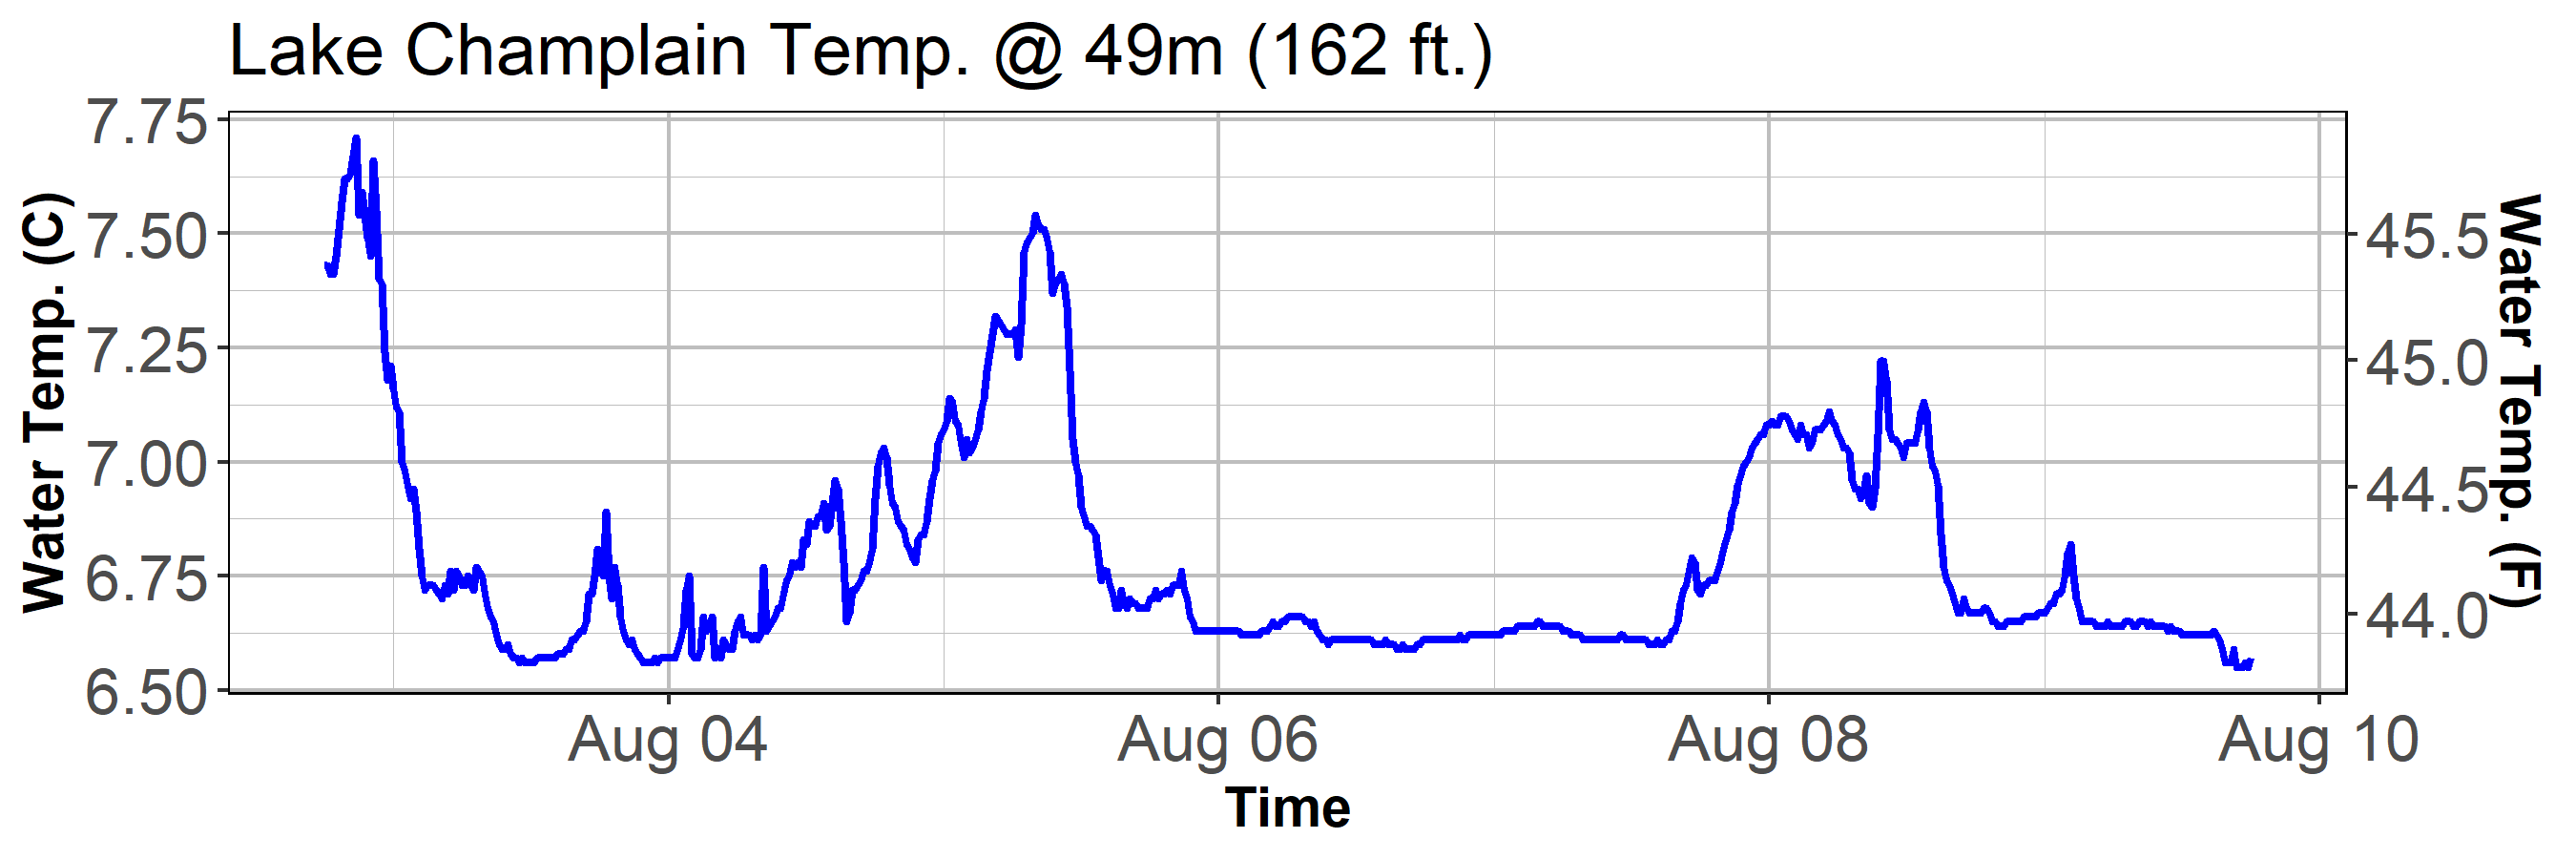 Lake Champlain Temp. @ 49m (162 ft.)
Water Temp. (C)
7.75
7.50
7.25
7.00
6.75
6.50
45.5
45.0
44.5
44.0
Water Temp. (F)
Aug 04
Aug 06
Aug 08
Aug 10
Time